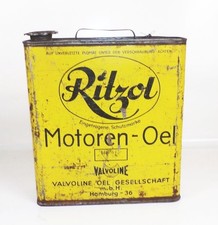 Ritzol
Eingetragene Schutzmarke
Motoren-Oel
VALVOLINE
VALVOLINE OEL GESELLSCHAFT
m.b.H.
Hamburg - 36